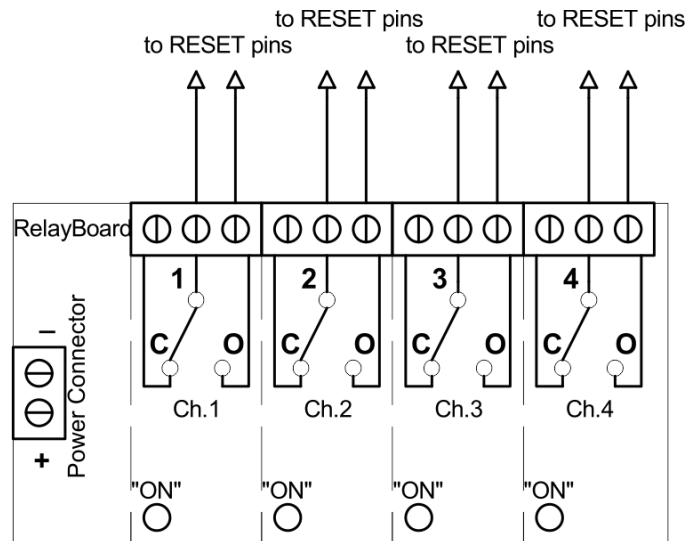 to RESET pins
to RESET pins
to RESET pins
to RESET pins
RelayBoard
1
2
3
4
C
O
C
O
C
O
C
O
Ch.1
Ch.2
Ch.3
Ch.4
–
Power Connector
+
"ON"
"ON"
"ON"
"ON"